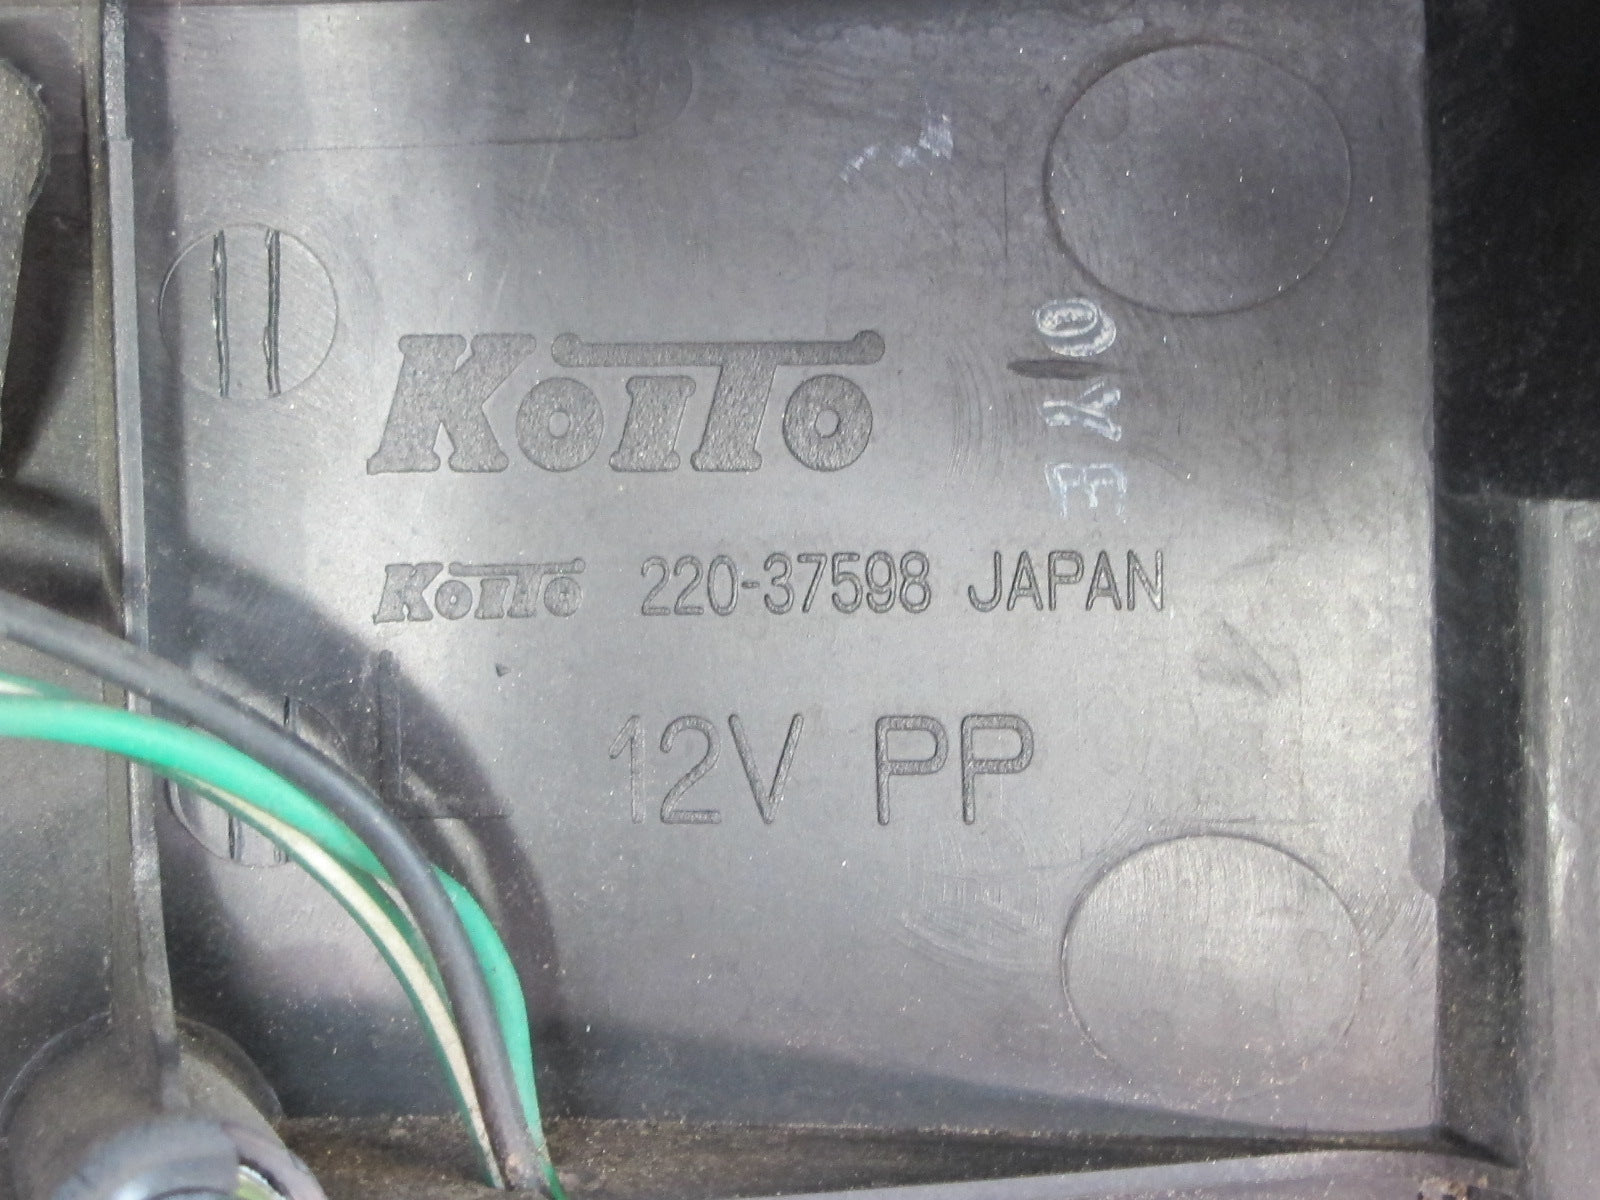 KOITO
KOITO 220-37598 JAPAN
12V PP